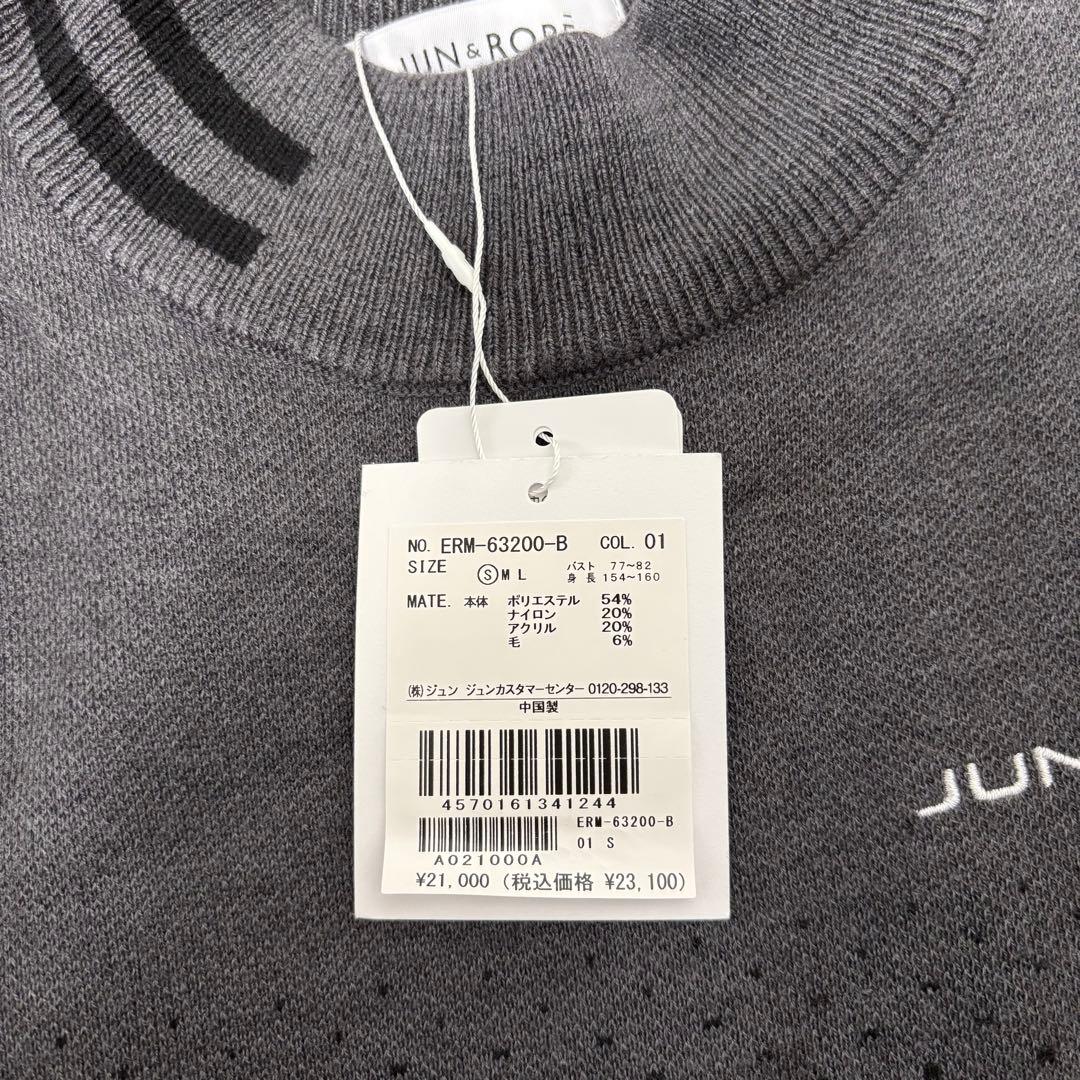 JUN & ROPĒ
NO. ERM-63200-B COL. 01
SIZE Ⓢ M L バスト 77~82
身長 154~160
MATE. 本体 ポリエステル 54%
ナイロン 20%
アクリル 20%
毛 6%
(株)ジュン ジュンカスタマーセンター 0120-298-133
中国製
4570161341244
ERM-63200-B
01 S
A021000A
¥21,000 (税込価格 ¥23,100)
JUN